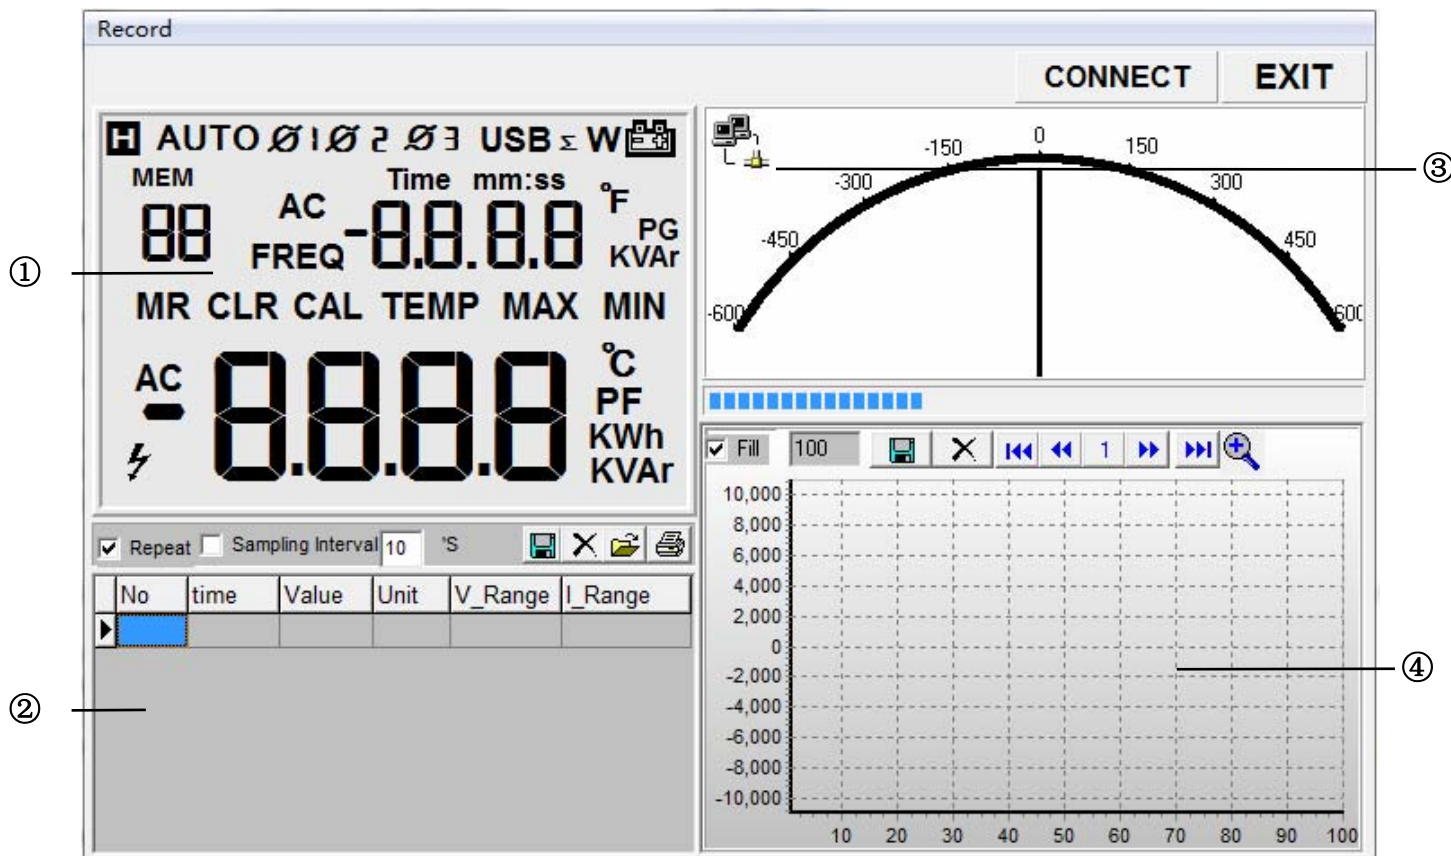 Record
CONNECT EXIT
H AUTO Ø1Ø2 Ø3 USB Σ W
MEM Time mm:ss °F
88 AC -8.8.8.8 PG
FREQ KVAr
MR CLR CAL TEMP MAX MIN
AC 8.8.8.8 °C
PF
KWh
KVAr
①
Repeat Sampling Interval 10 'S
No time Value Unit V_Range I_Range
②
-600 -450 -300 -150 0 150 300 450 600
③
Fill 100 1
10,000
8,000
6,000
4,000
2,000
0
-2,000
-4,000
-6,000
-8,000
-10,000
10 20 30 40 50 60 70 80 90 100
④